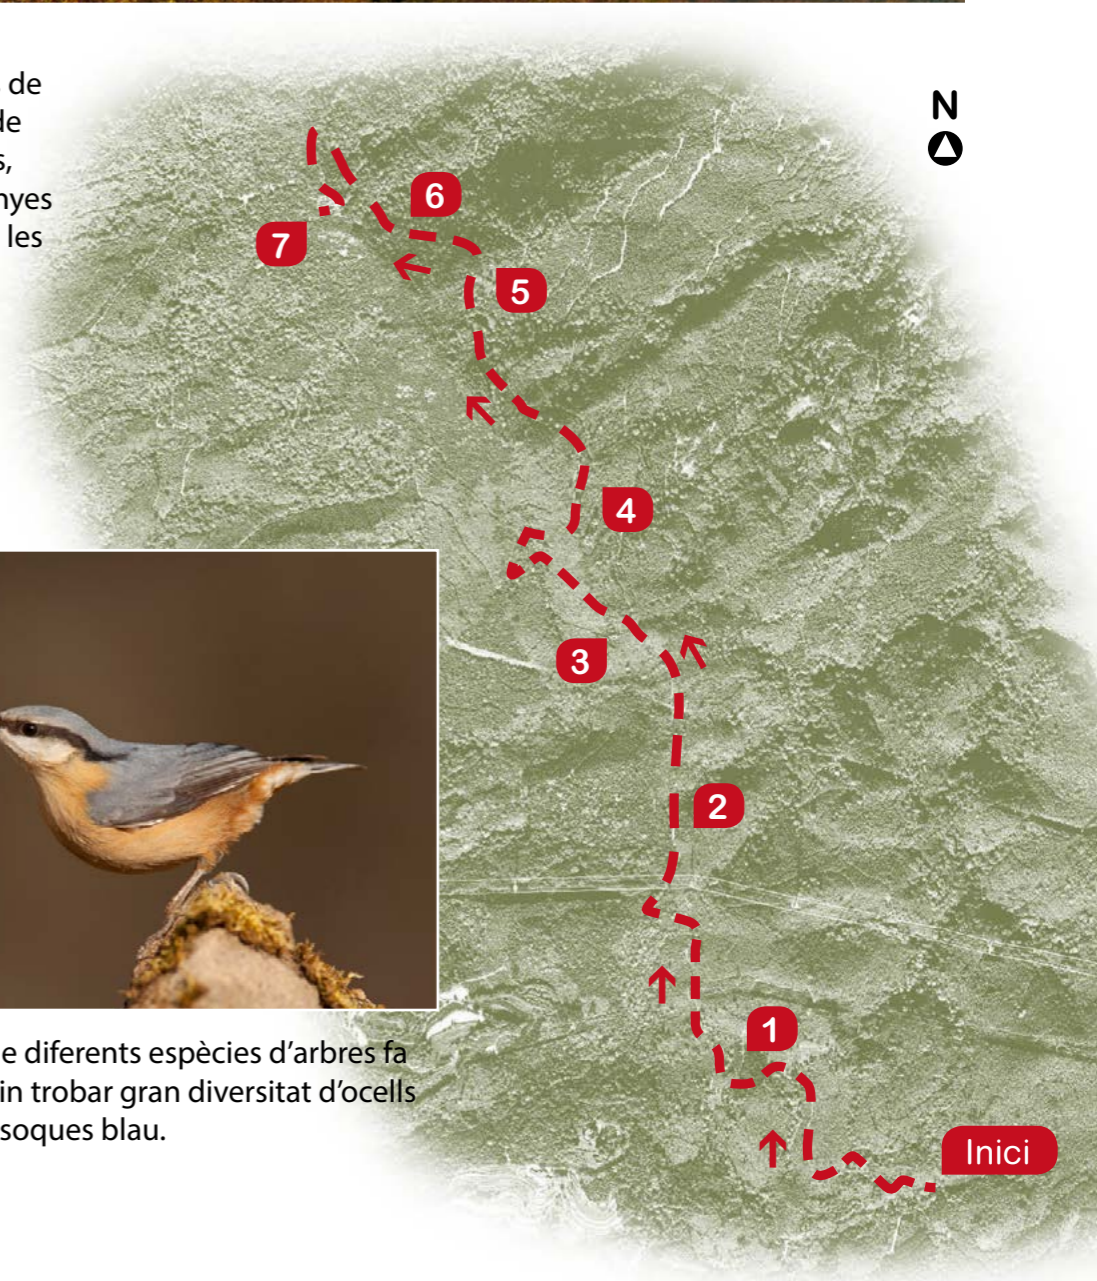 de
de
s,
nyes
les
N
6
7
5
4
3
2
1
Inici
e diferents espècies d'arbres fa
in trobar gran diversitat d'ocells
soques blau.